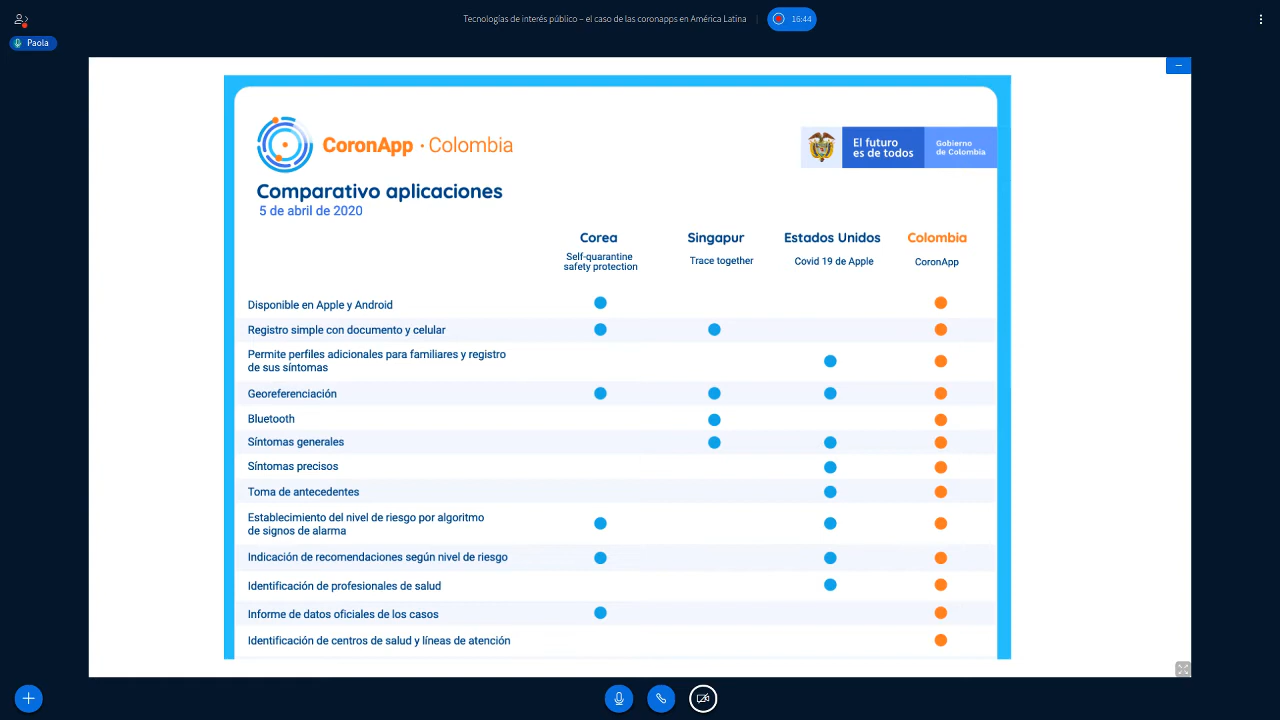 Tecnologías de interés público – el caso de las coronapps en América Latina
16:44
Paola
CoronApp · Colombia
El futuro
es de todos
Gobierno
de Colombia
Comparativo aplicaciones
5 de abril de 2020
Corea
Singapur
Estados Unidos
Colombia
Self-quarantine
safety protection
Trace together
Covid 19 de Apple
CoronApp
Disponible en Apple y Android
Registro simple con documento y celular
Permite perfiles adicionales para familiares y registro
de sus síntomas
Georeferenciación
Bluetooth
Síntomas generales
Síntomas precisos
Toma de antecedentes
Establecimiento del nivel de riesgo por algoritmo
de signos de alarma
Indicación de recomendaciones según nivel de riesgo
Identificación de profesionales de salud
Informe de datos oficiales de los casos
Identificación de centros de salud y líneas de atención